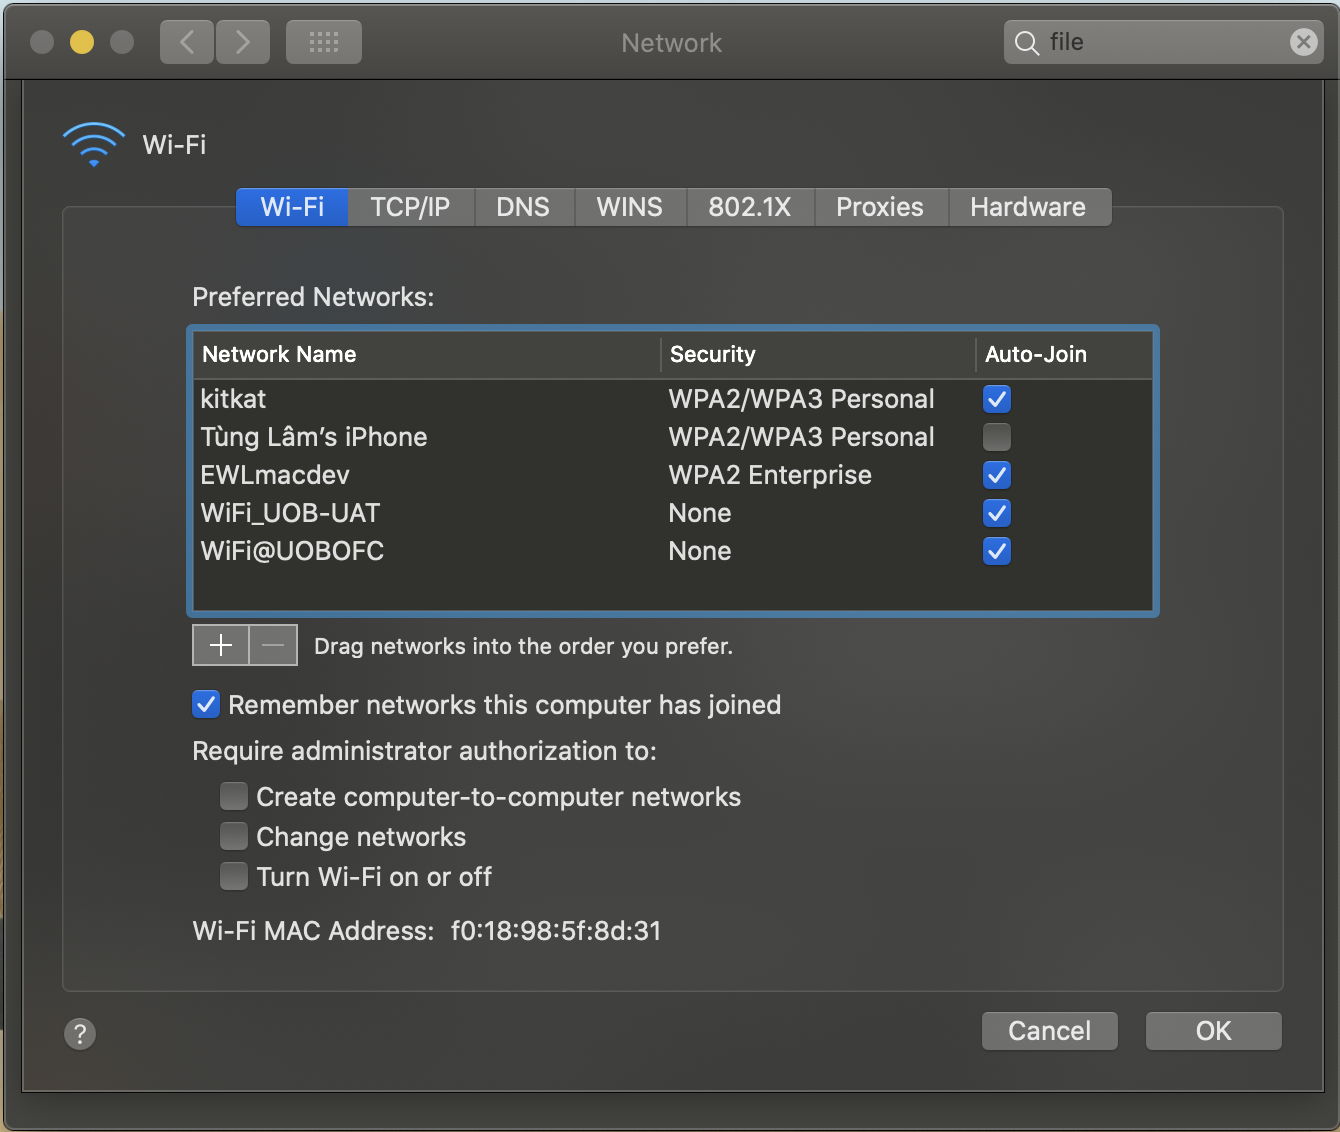 Network
file
Wi-Fi
Wi-Fi TCP/IP DNS WINS 802.1X Proxies Hardware
Preferred Networks:
Network Name Security Auto-Join
kitkat WPA2/WPA3 Personal
Tùng Lâm’s iPhone WPA2/WPA3 Personal
EWLmacdev WPA2 Enterprise
WiFi_UOB-UAT None
WiFi@UOBOFC None
Drag networks into the order you prefer.
Remember networks this computer has joined
Require administrator authorization to:
Create computer-to-computer networks
Change networks
Turn Wi-Fi on or off
Wi-Fi MAC Address: f0:18:98:5f:8d:31
? Cancel OK